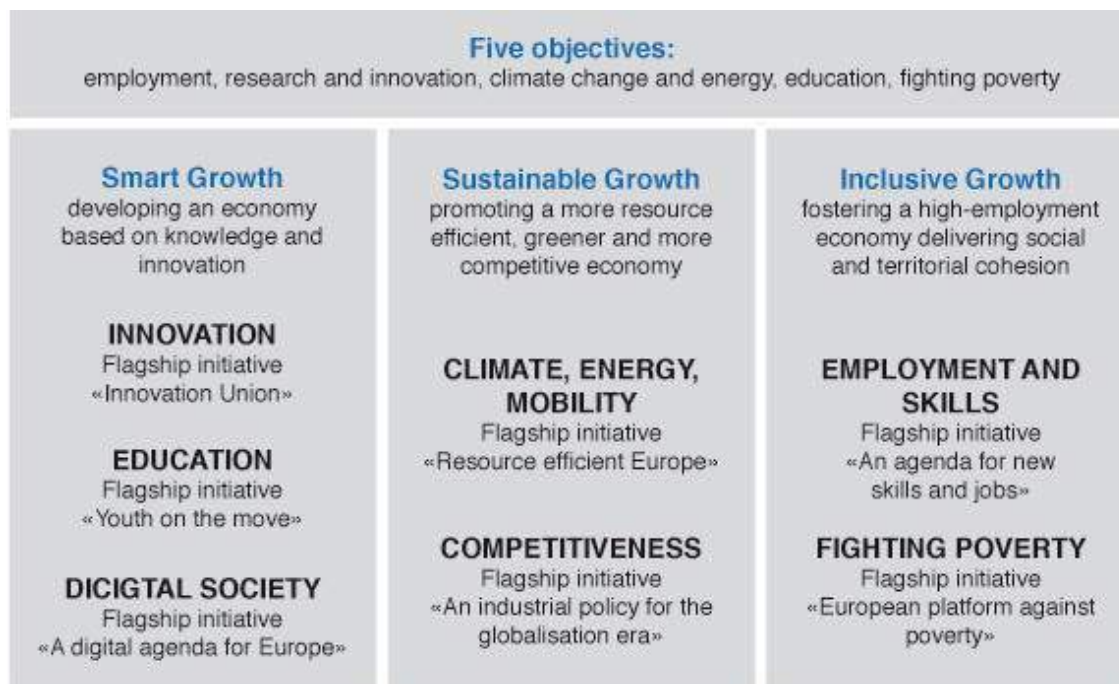 Five objectives:
employment, research and innovation, climate change and energy, education, fighting poverty
Smart Growth
developing an economy
based on knowledge and
innovation
INNOVATION
Flagship initiative
«Innovation Union»
EDUCATION
Flagship initiative
«Youth on the move»
DICIGTAL SOCIETY
Flagship initiative
«A digital agenda for Europe»
Sustainable Growth
promoting a more resource
efficient, greener and more
competitive economy
CLIMATE, ENERGY,
MOBILITY
Flagship initiative
«Resource efficient Europe»
COMPETITIVENESS
Flagship initiative
«An industrial policy for the
globalisation era»
Inclusive Growth
fostering a high-employment
economy delivering social
and territorial cohesion
EMPLOYMENT AND
SKILLS
Flagship initiative
«An agenda for new
skills and jobs»
FIGHTING POVERTY
Flagship initiative
«European platform against
poverty»